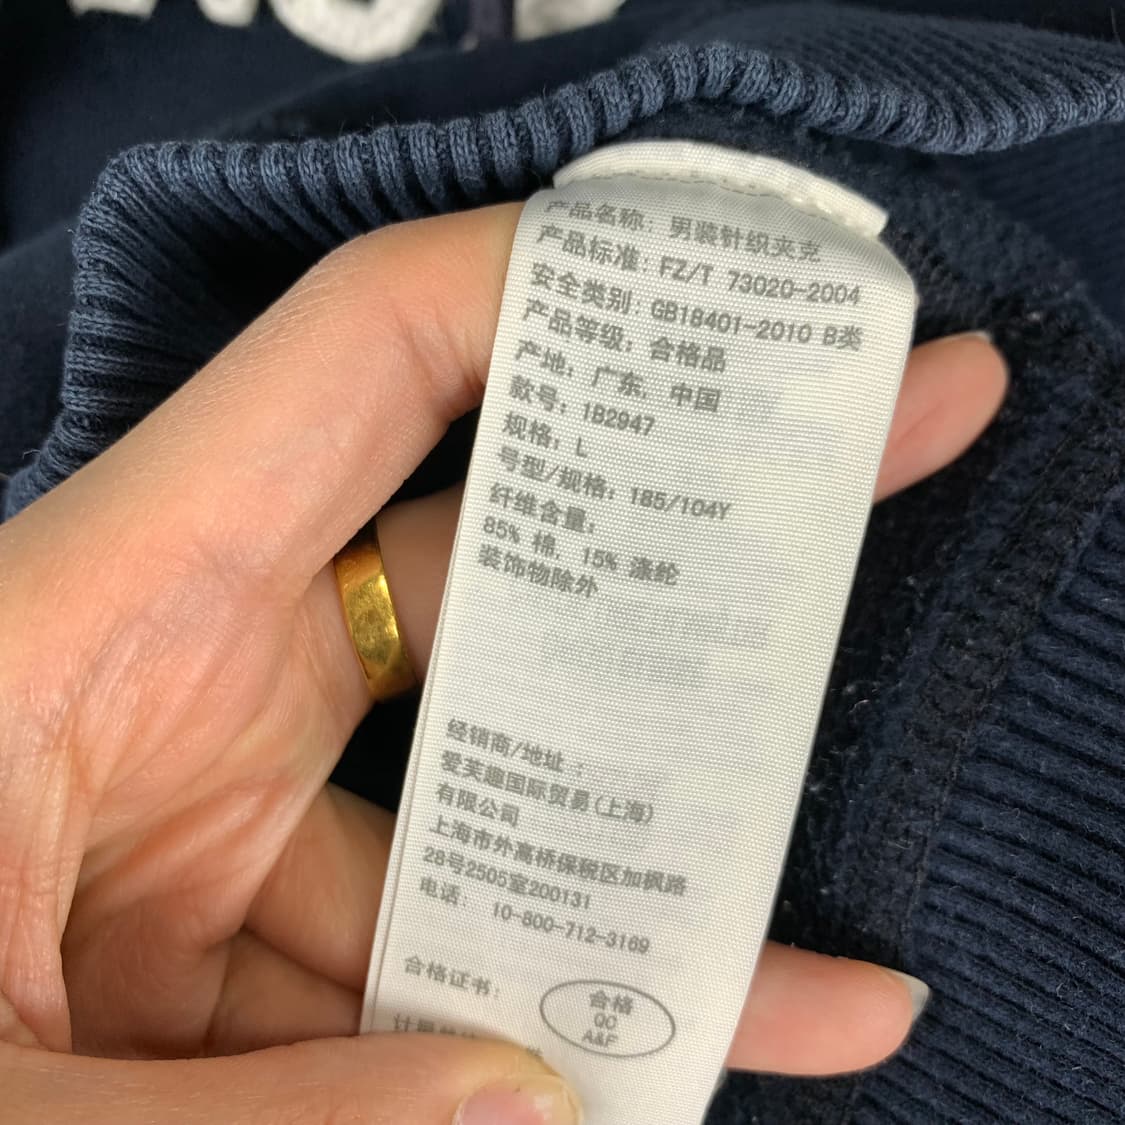 产品名称：男装针织夹克
产品标准：FZ/T 73020-2004
安全类别：GB18401-2010 B类
产品等级：合格品
产地：广东，中国
款号：1B2947
规格：L
号型/规格：185/104Y
纤维含量：
85% 棉，15% 涤纶
装饰物除外
经销商/地址：
爱芙趣国际贸易(上海)
有限公司
上海市外高桥保税区加枫路
28号2505室200131
电话： 10-800-712-3169
合格证书：
合格
QC
A&F